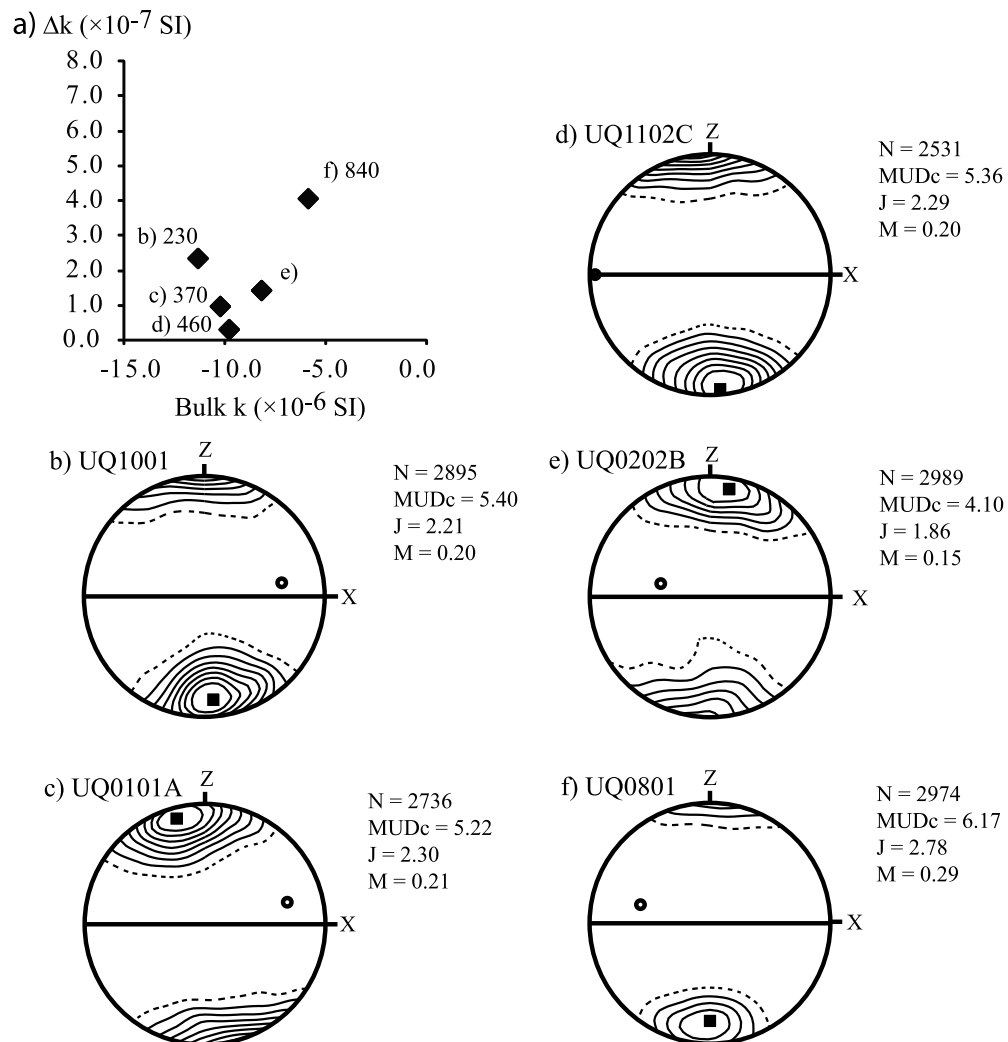 a) Δk (×10-7 SI)
8.0
7.0
6.0
5.0
4.0
3.0
2.0
1.0
0.0
f) 840
b) 230
e)
c) 370
d) 460
-15.0 -10.0 -5.0 0.0
Bulk k (×10-6 SI)
d) UQ1102C
Z
X
N = 2531
MUDc = 5.36
J = 2.29
M = 0.20
b) UQ1001
Z
X
N = 2895
MUDc = 5.40
J = 2.21
M = 0.20
e) UQ0202B
Z
X
N = 2989
MUDc = 4.10
J = 1.86
M = 0.15
c) UQ0101A
Z
X
N = 2736
MUDc = 5.22
J = 2.30
M = 0.21
f) UQ0801
Z
X
N = 2974
MUDc = 6.17
J = 2.78
M = 0.29